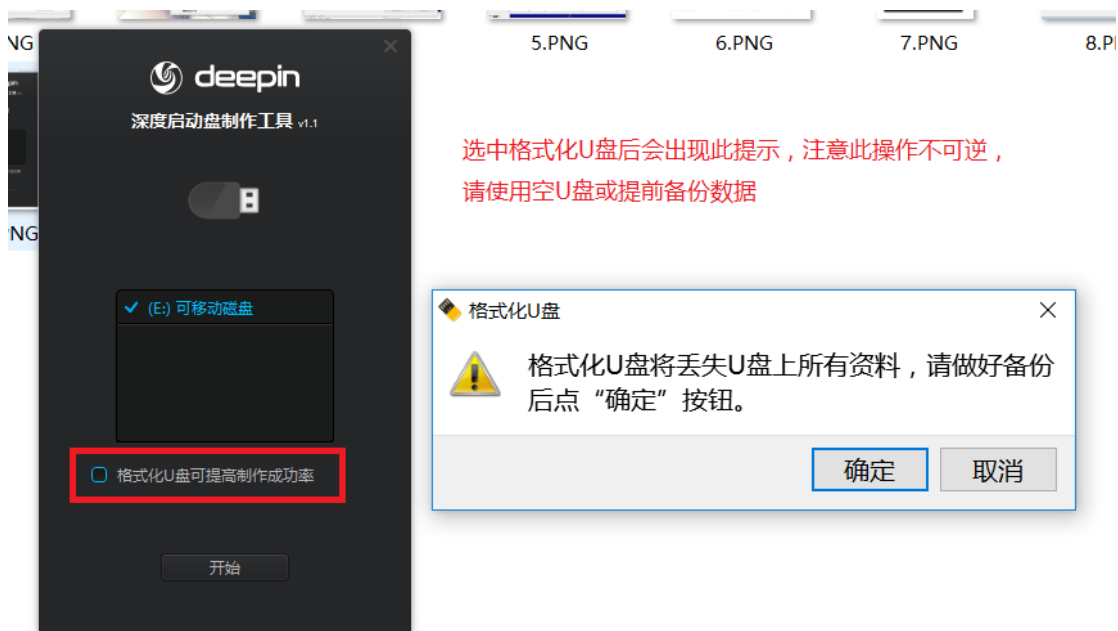 NG
5.PNG
6.PNG
7.PNG
deepin
深度启动盘制作工具 v1.1
选中格式化U盘后会出现此提示，注意此操作不可逆，
请使用空U盘或提前备份数据
NG
(E:) 可移动磁盘
格式化U盘可提高制作成功率
开始
格式化U盘
格式化U盘将丢失U盘上所有资料，请做好备份
后点“确定”按钮。
确定
取消